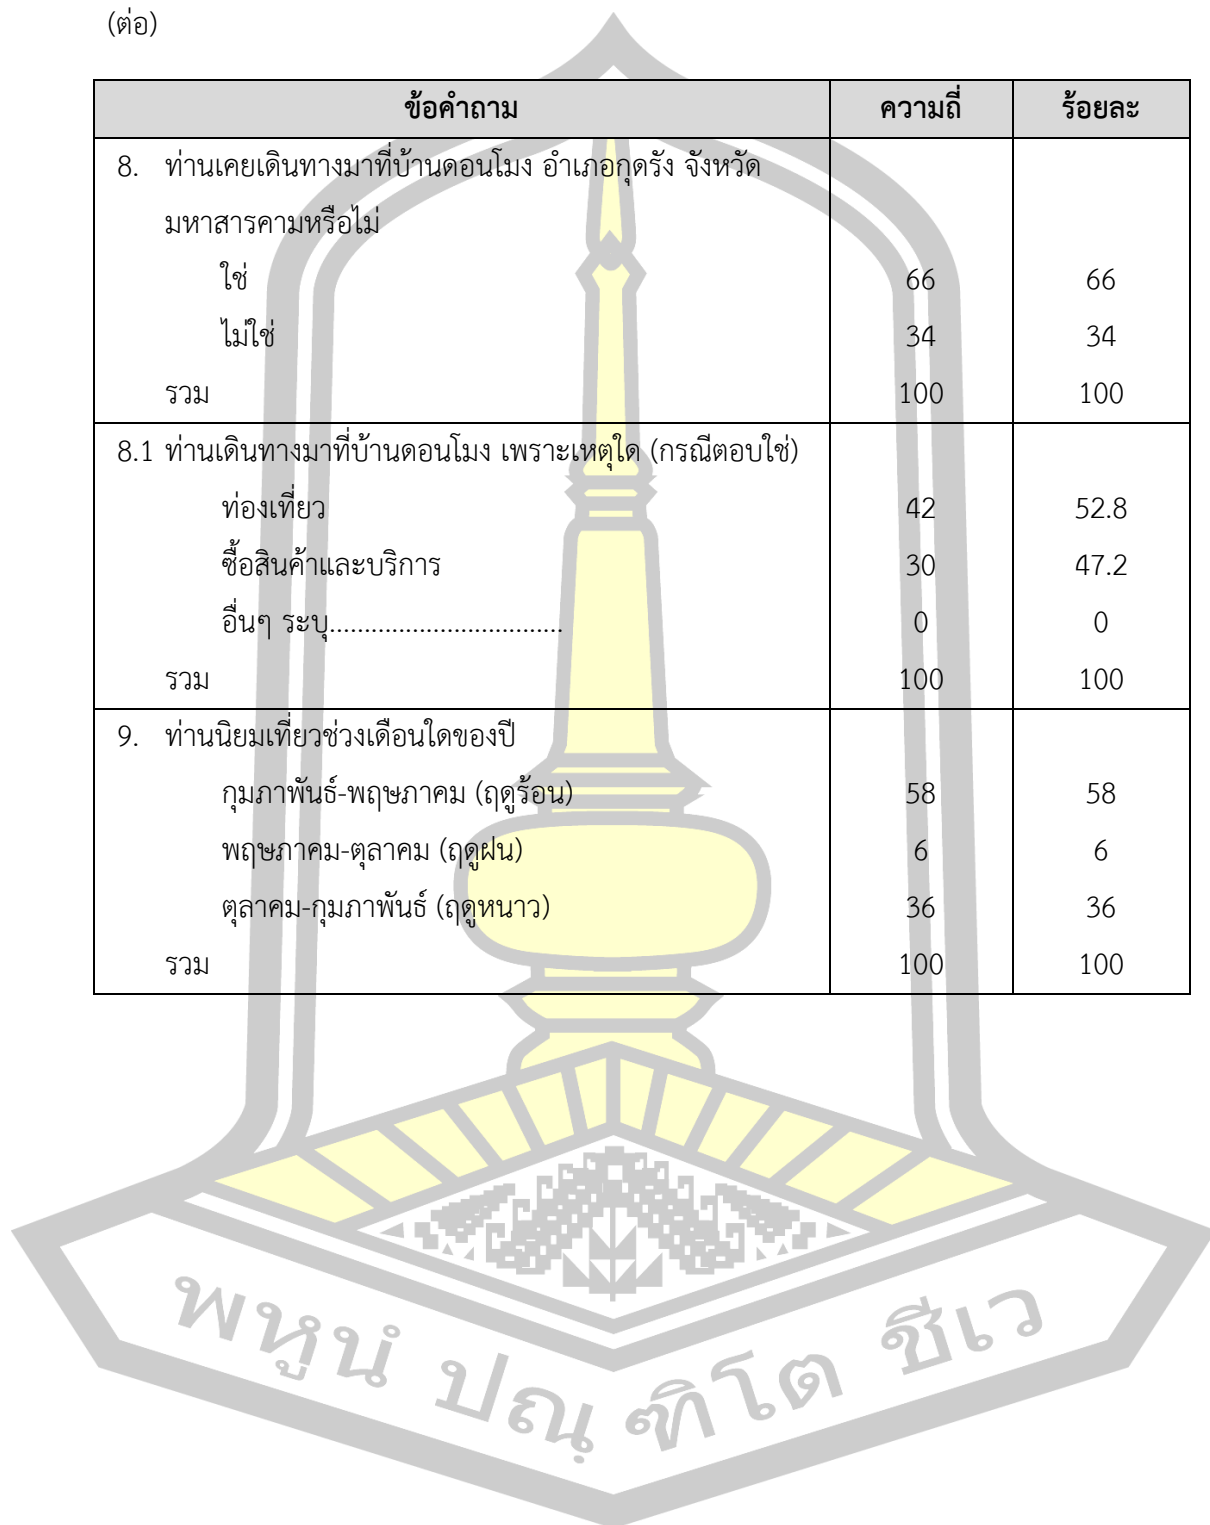 (ต่อ)
ข้อคำถาม ความถี่ ร้อยละ
8. ท่านเคยเดินทางมาที่บ้านดอนโมง อำเภอกุดรัง จังหวัด
มหาสารคามหรือไม่
ใช่ 66 66
ไม่ใช่ 34 34
รวม 100 100
8.1 ท่านเดินทางมาที่บ้านดอนโมง เพราะเหตุใด (กรณีตอบใช่)
ท่องเที่ยว 42 52.8
ซื้อสินค้าและบริการ 30 47.2
อื่นๆ ระบุ.................................. 0 0
รวม 100 100
9. ท่านนิยมเที่ยวช่วงเดือนใดของปี
กุมภาพันธ์-พฤษภาคม (ฤดูร้อน) 58 58
พฤษภาคม-ตุลาคม (ฤดูฝน) 6 6
ตุลาคม-กุมภาพันธ์ (ฤดูหนาว) 36 36
รวม 100 100
พหูนํ ปณฺฑิโต ชีเว